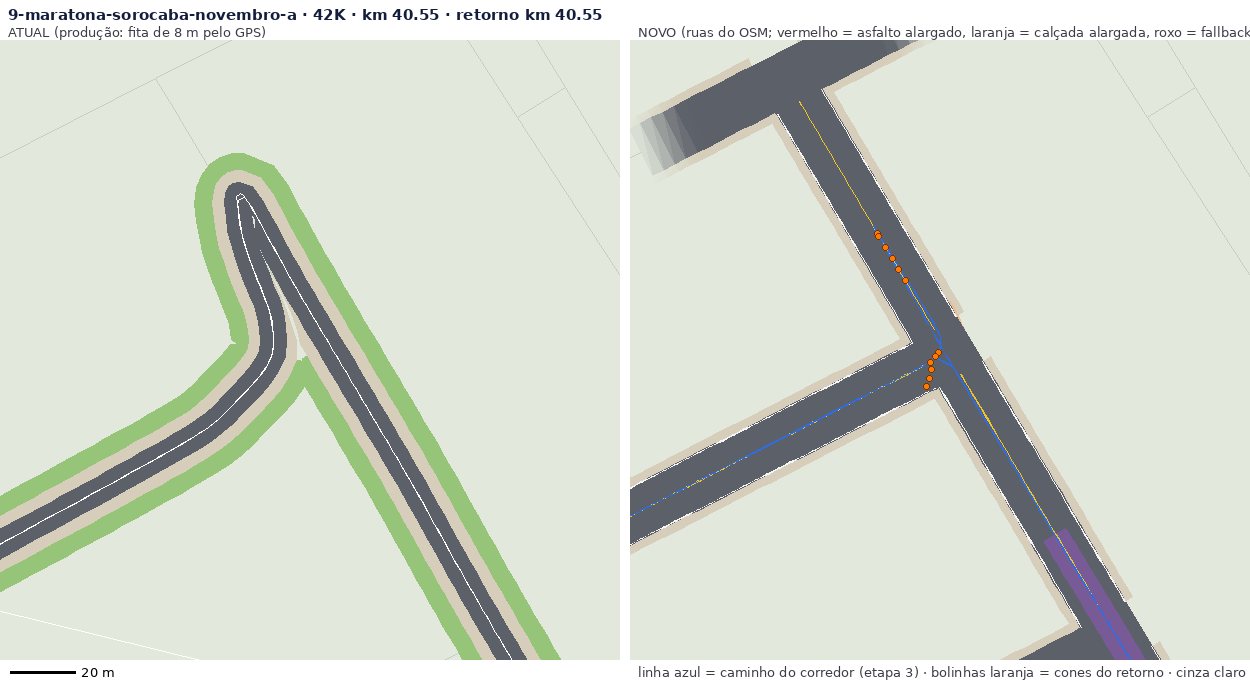 9-maratona-sorocaba-novembro-a · 42K · km 40.55 · retorno km 40.55
ATUAL (produção: fita de 8 m pelo GPS)
NOVO (ruas do OSM; vermelho = asfalto alargado, laranja = calçada alargada, roxo = fallback
20 m
linha azul = caminho do corredor (etapa 3) · bolinhas laranja = cones do retorno · cinza claro